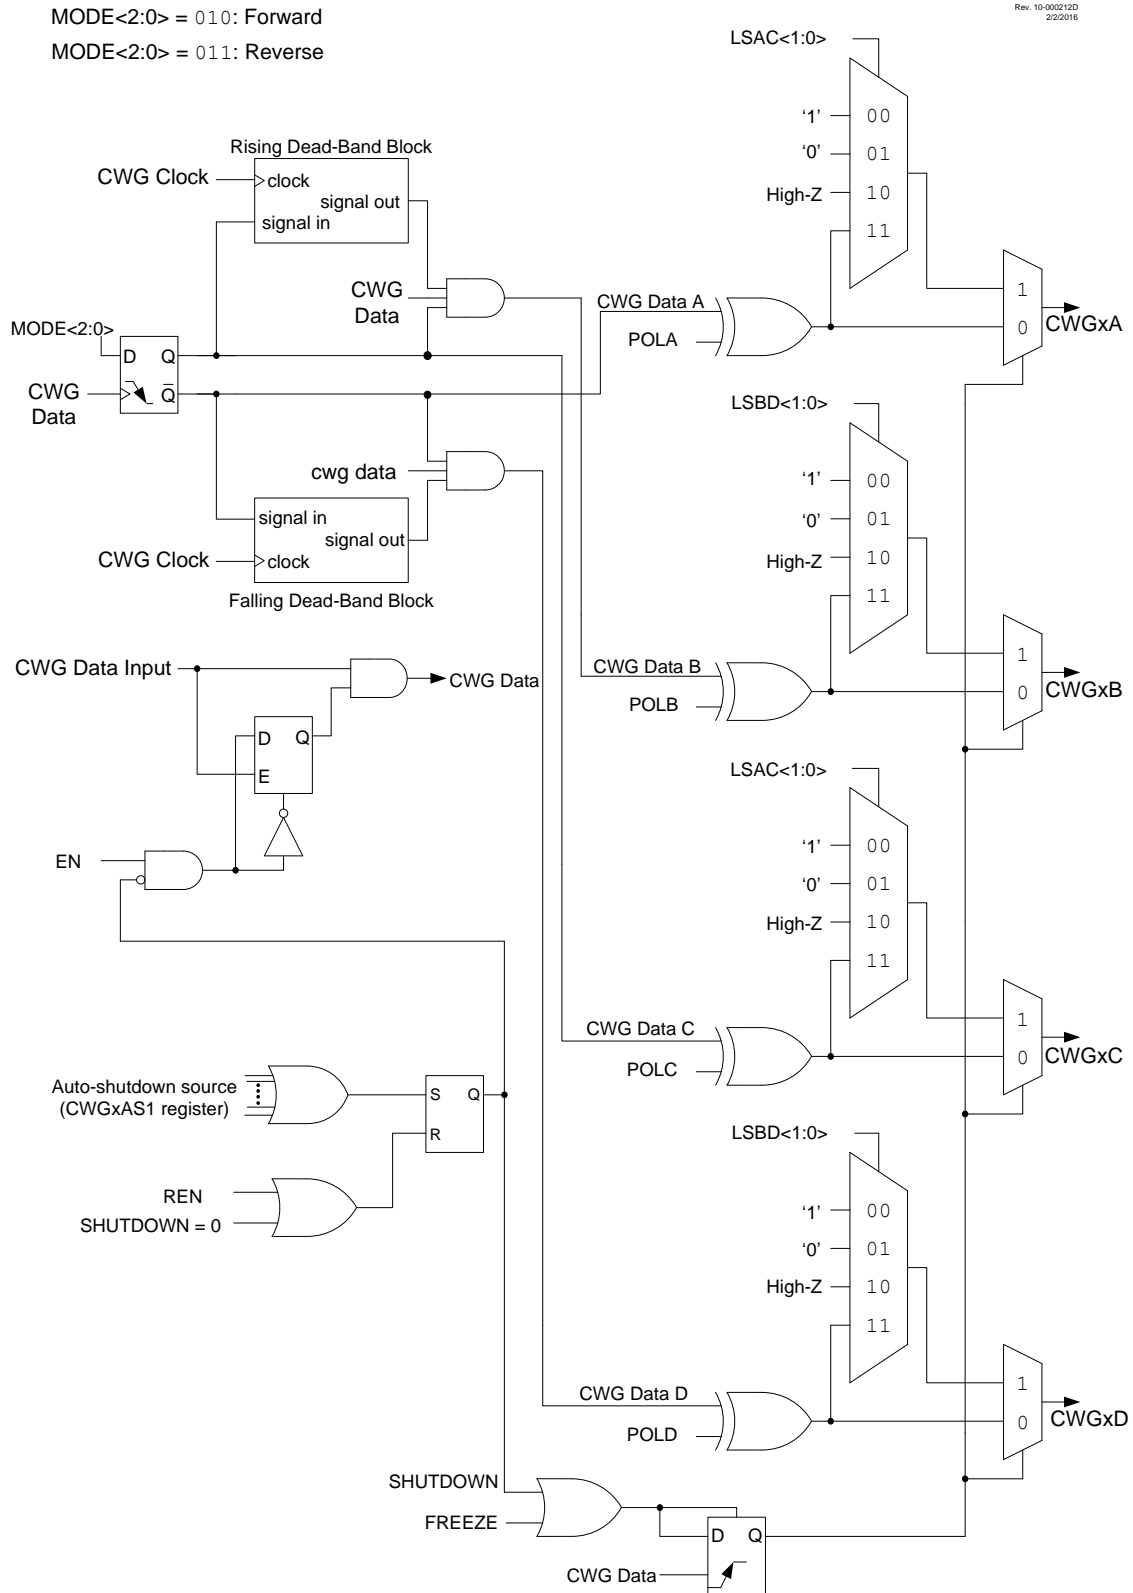 MODE<2:0> = 010: Forward
MODE<2:0> = 011: Reverse
Rev. 10-000212D
2/2/2016
LSAC<1:0>
'1'
00
'0'
01
High-Z
10
11
Rising Dead-Band Block
CWG Clock
clock
signal out
signal in
CWG
Data
CWG Data A
POLA
1
0
CWGxA
MODE<2:0>
D
Q
CWG
Data
Q
LSBD<1:0>
'1'
00
'0'
01
High-Z
10
11
cwg data
signal in
signal out
CWG Clock
clock
Falling Dead-Band Block
CWG Data B
POLB
1
0
CWGxB
CWG Data Input
CWG Data
D
Q
E
EN
LSAC<1:0>
'1'
00
'0'
01
High-Z
10
11
CWG Data C
POLC
1
0
CWGxC
Auto-shutdown source
(CWGxAS1 register)
S
Q
R
REN
SHUTDOWN = 0
LSBD<1:0>
'1'
00
'0'
01
High-Z
10
11
CWG Data D
POLD
1
0
CWGxD
SHUTDOWN
FREEZE
D
Q
CWG Data